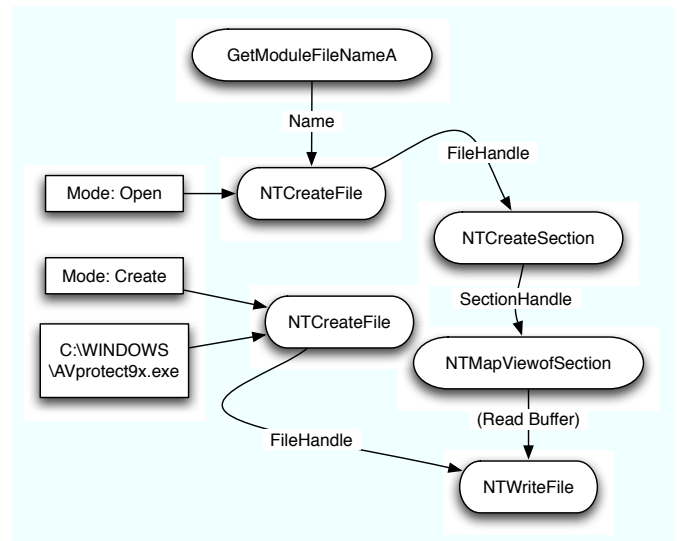 GetModuleFileNameA
Name
FileHandle
Mode: Open
NTCreateFile
NTCreateSection
Mode: Create
SectionHandle
NTCreateFile
C:\WINDOWS
\AVprotect9x.exe
NTMapViewofSection
(Read Buffer)
FileHandle
NTWriteFile